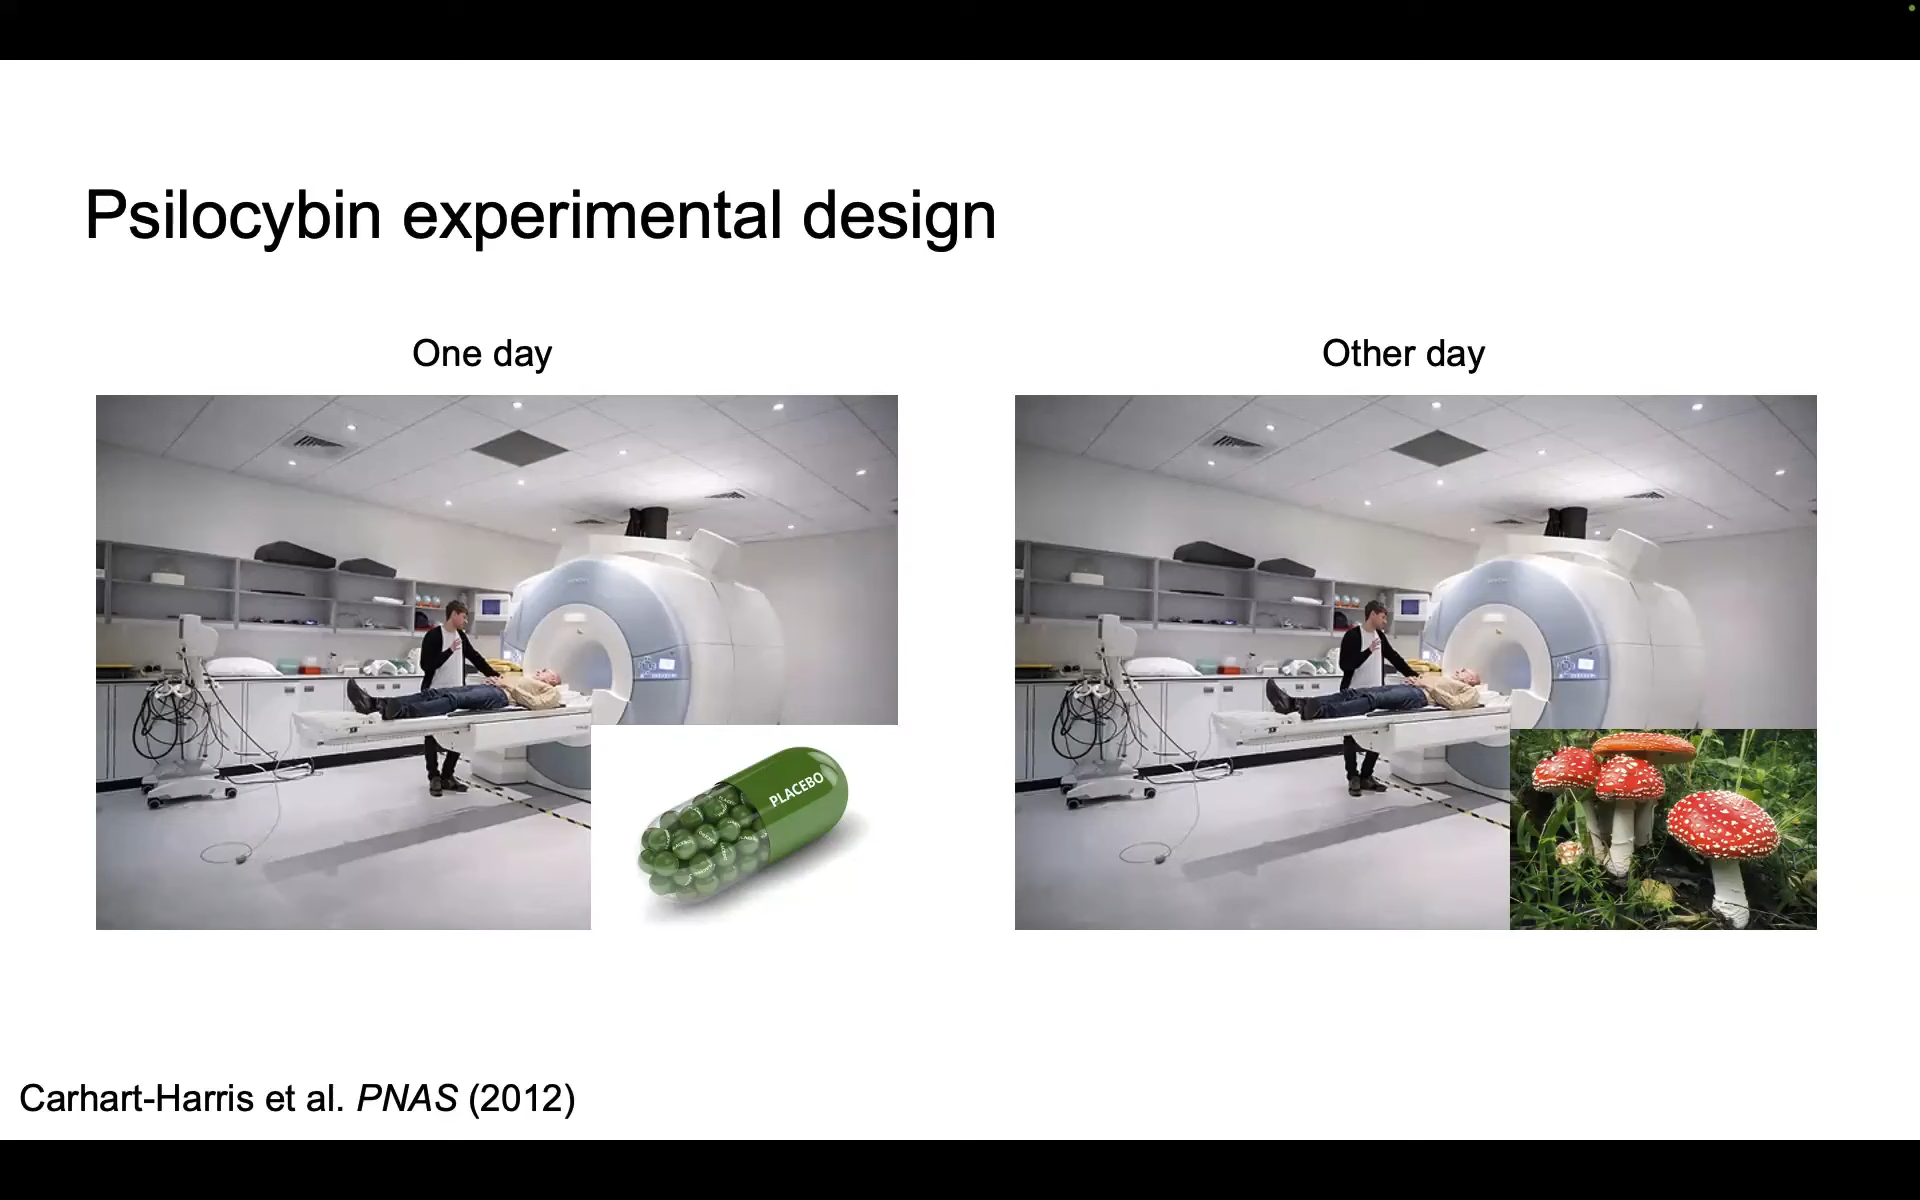 Psilocybin experimental design
One day
Other day
PLACEBO
Carhart-Harris et al. PNAS (2012)